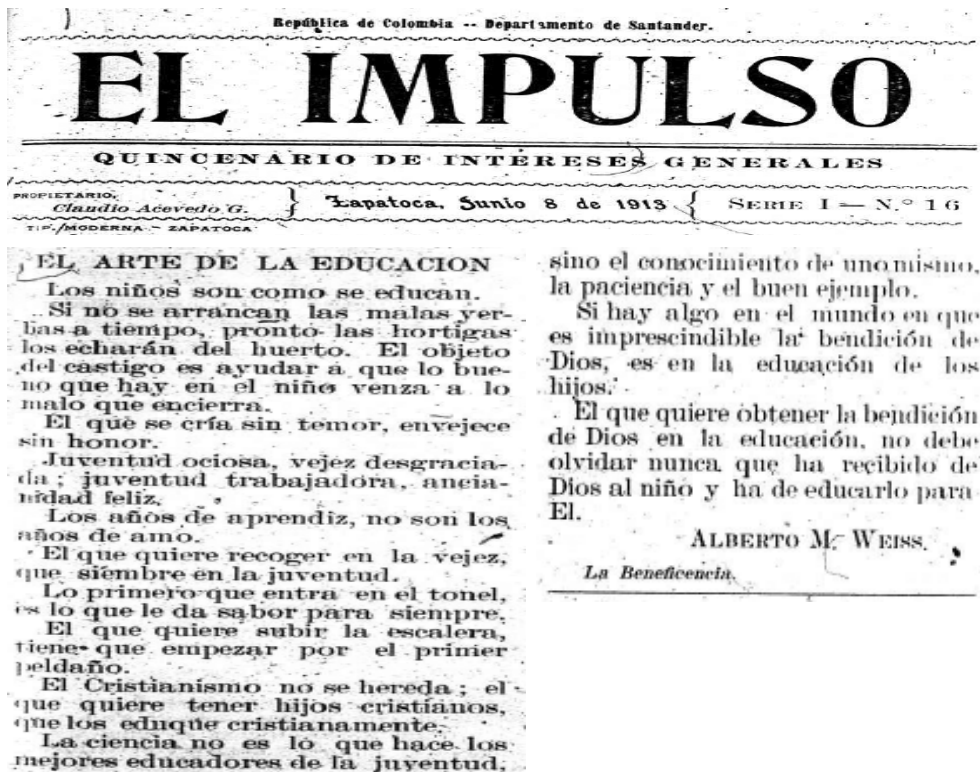 República de Colombia -- Departamento de Santander.
EL IMPULSO
QUINCENARIO DE INTERESES GENERALES
PROPIETARIO,
Claudio Acevedo G.
TIP. MODERNA - ZAPATOCA
Zapatoca, Junio 8 de 1913
SERIE I — N.° 16
EL ARTE DE LA EDUCACION
Los niños son como se educan.
Si no se arrancan las malas yer-
bas a tiempo, pronto las hortigas
los echarán del huerto. El objeto
del castigo es ayudar a que lo bue-
no que hay en el niño venza a lo
malo que encierra.
El que se cría sin temor, envejece
sin honor.
Juventud ociosa, vejez desgracia-
da; juventud trabajadora, ancia-
nidad feliz.
Los años de aprendiz, no son los
años de amo.
El que quiere recoger en la vejez,
que siembre en la juventud.
Lo primero que entra en el tonel,
es lo que le da sabor para siempre.
El que quiere subir la escalera,
tiene que empezar por el primer
peldaño.
El Cristianismo no se hereda; el
que quiere tener hijos cristianos,
que los eduque cristianamente.
La ciencia no es lo que hace los
mejores educadores de la juventud,
sino el conocimiento de uno mismo,
la paciencia y el buen ejemplo.
Si hay algo en el mundo en que
es imprescindible la bendición de
Dios, es en la educación de los
hijos.
El que quiere obtener la bendición
de Dios en la educación, no debe
olvidar nunca que ha recibido de
Dios al niño y ha de educarlo para
El.
ALBERTO M. WEISS.
La Beneficencia.